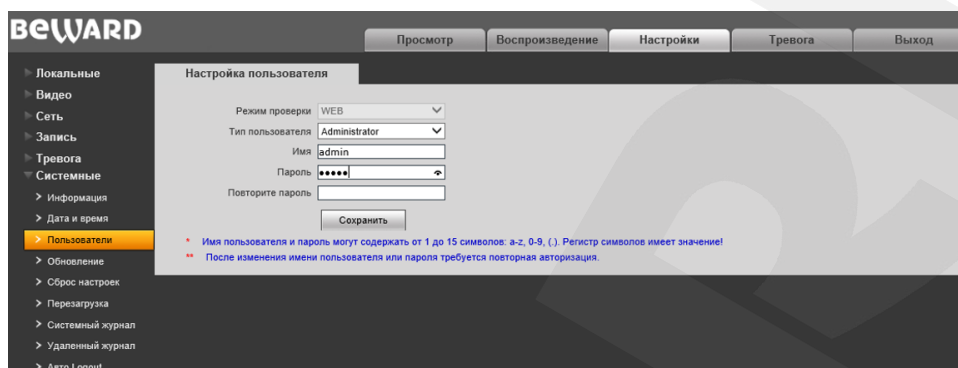 BEWARD
Просмотр Воспроизведение Настройки Тревога Выход
Локальные
Видео
Сеть
Запись
Тревога
Системные
Информация
Дата и время
Пользователи
Обновление
Сброс настроек
Перезагрузка
Системный журнал
Удаленный журнал
Авто Logout
Настройка пользователя
Режим проверки WEB
Тип пользователя Administrator
Имя admin
Пароль •••••
Повторите пароль
Сохранить
* Имя пользователя и пароль могут содержать от 1 до 15 символов: a-z, 0-9, (.). Регистр символов имеет значение!
** После изменения имени пользователя или пароля требуется повторная авторизация.